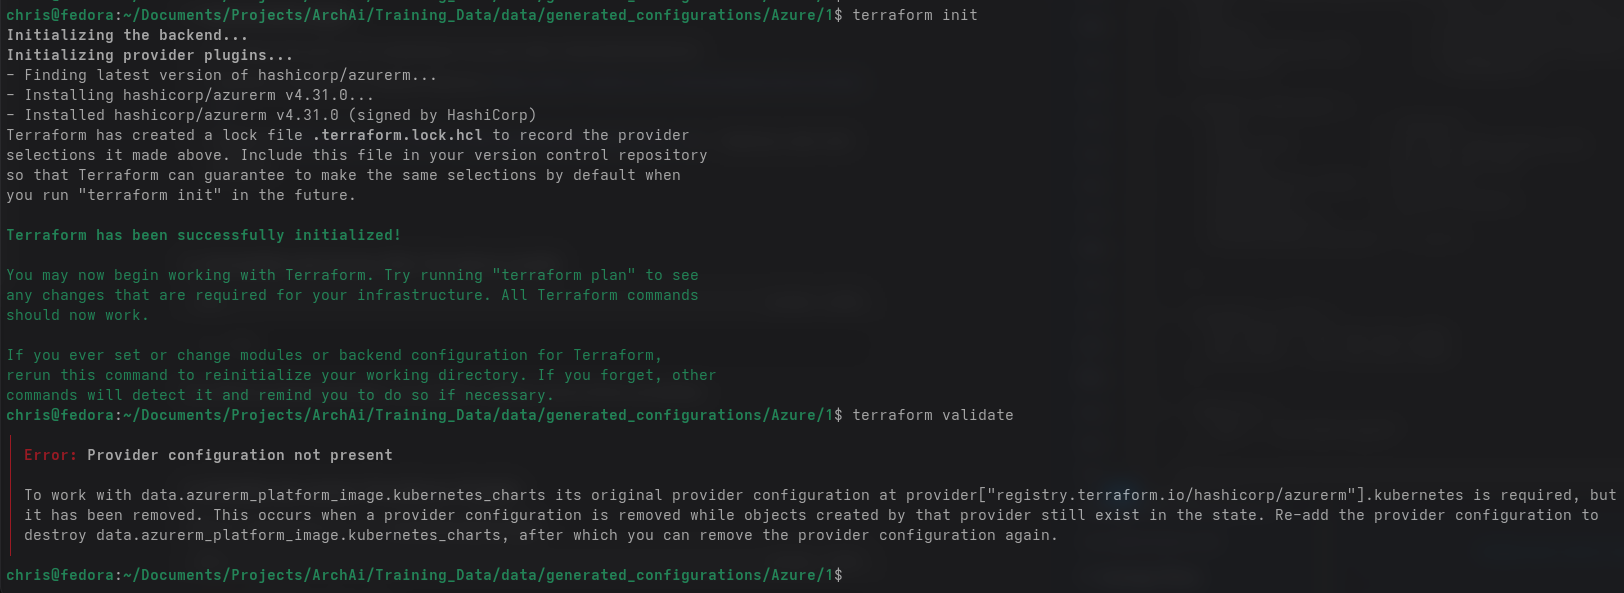 chris@fedora:~/Documents/Projects/ArchAi/Training_Data/data/generated_configurations/Azure/1$ terraform init
Initializing the backend...
Initializing provider plugins...
- Finding latest version of hashicorp/azurerm...
- Installing hashicorp/azurerm v4.31.0...
- Installed hashicorp/azurerm v4.31.0 (signed by HashiCorp)
Terraform has created a lock file .terraform.lock.hcl to record the provider
selections it made above. Include this file in your version control repository
so that Terraform can guarantee to make the same selections by default when
you run "terraform init" in the future.
Terraform has been successfully initialized!
You may now begin working with Terraform. Try running "terraform plan" to see
any changes that are required for your infrastructure. All Terraform commands
should now work.
If you ever set or change modules or backend configuration for Terraform,
rerun this command to reinitialize your working directory. If you forget, other
commands will detect it and remind you to do so if necessary.
chris@fedora:~/Documents/Projects/ArchAi/Training_Data/data/generated_configurations/Azure/1$ terraform validate
Error: Provider configuration not present
To work with data.azurerm_platform_image.kubernetes_charts its original provider configuration at provider["registry.terraform.io/hashicorp/azurerm"].kubernetes is required, but
it has been removed. This occurs when a provider configuration is removed while objects created by that provider still exist in the state. Re-add the provider configuration to
destroy data.azurerm_platform_image.kubernetes_charts, after which you can remove the provider configuration again.
chris@fedora:~/Documents/Projects/ArchAi/Training_Data/data/generated_configurations/Azure/1$